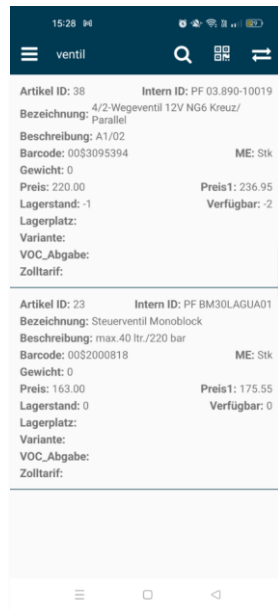 15:28
ventil
Artikel ID: 38 Intern ID: PF 03.890-10019
Bezeichnung: 4/2-Wegeventil 12V NG6 Kreuz/
Parallel
Beschreibung: A1/02
Barcode: 00$3095394 ME: Stk
Gewicht: 0
Preis: 220.00 Preis1: 236.95
Lagerstand: -1 Verfügbar: -2
Lagerplatz:
Variante:
VOC_Abgabe:
Zolltarif:
Artikel ID: 23 Intern ID: PF BM30LAGUA01
Bezeichnung: Steuerventil Monoblock
Beschreibung: max.40 ltr./220 bar
Barcode: 00$2000818 ME: Stk
Gewicht: 0
Preis: 163.00 Preis1: 175.55
Lagerstand: 0 Verfügbar: 0
Lagerplatz:
Variante:
VOC_Abgabe:
Zolltarif: